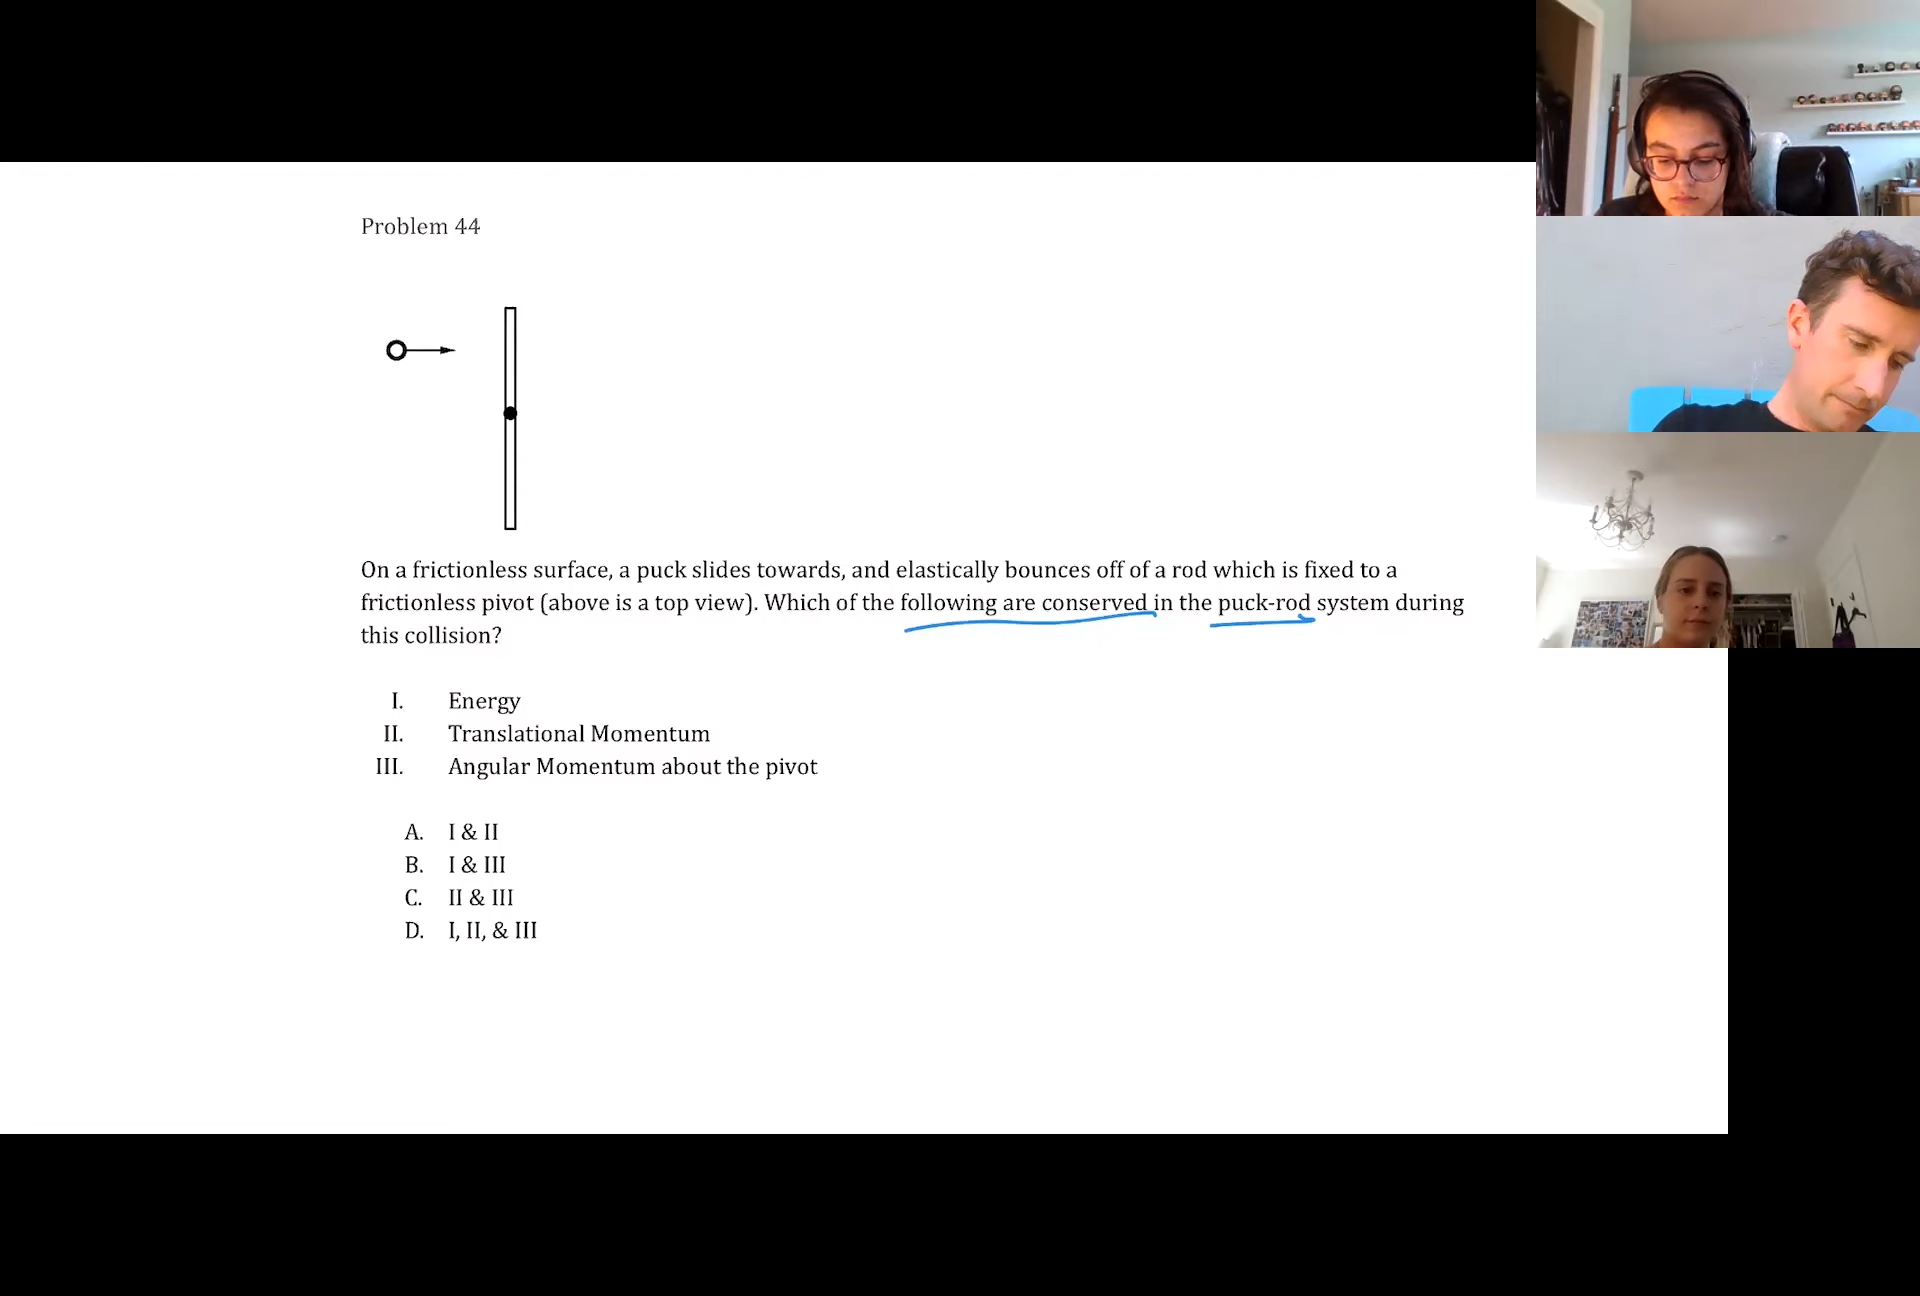 Problem 44
On a frictionless surface, a puck slides towards, and elastically bounces off of a rod which is fixed to a
frictionless pivot (above is a top view). Which of the following are conserved in the puck-rod system during
this collision?
I. Energy
II. Translational Momentum
III. Angular Momentum about the pivot
A. I & II
B. I & III
C. II & III
D. I, II, & III